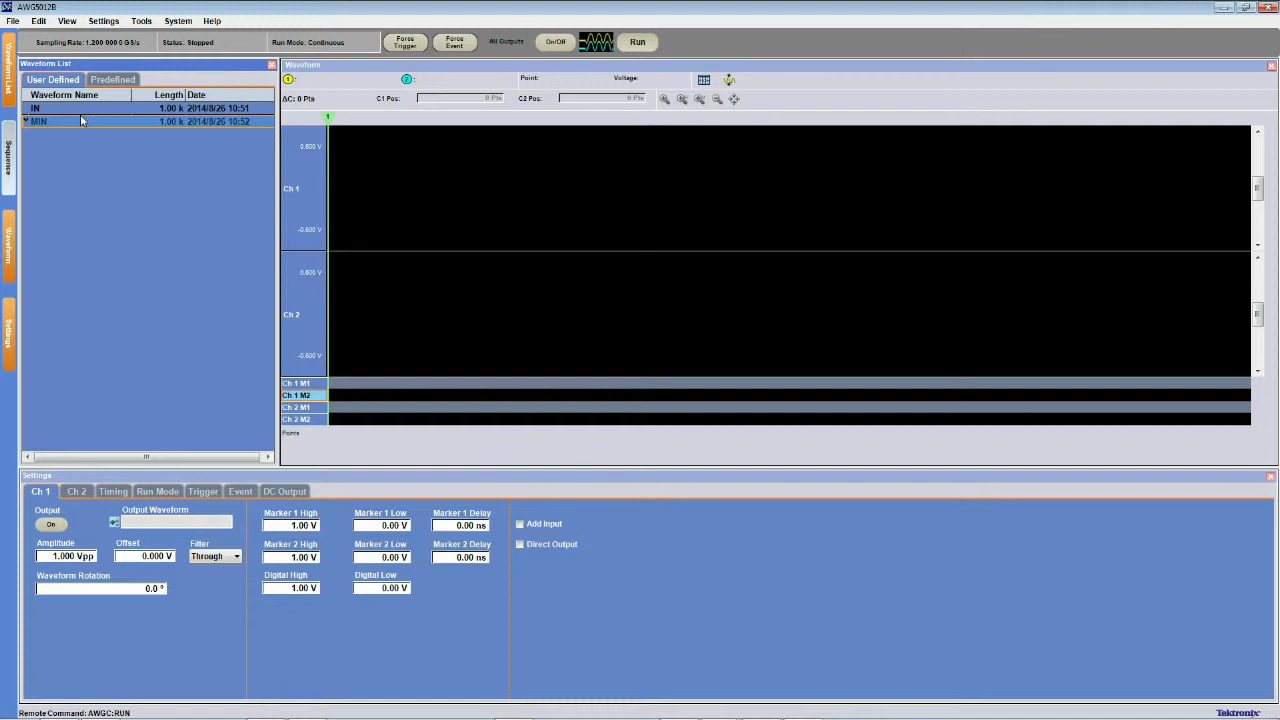 AWG5012B
File Edit View Settings Tools System Help
Sampling Rate: 1.200 000 0 GS/s Status: Stopped Run Mode: Continuous Force Trigger Force Event All Outputs On/Off Run
Waveform List
User Defined Predefined
Waveform Name Length Date
IN 1.00 k 2014/8/26 10:51
MIN 1.00 k 2014/8/26 10:52
Waveform List
Sequence
Waveform
Settings
Waveform
1 : 2 : Point: Voltage:
ΔC: 0 Pts C1 Pos: 0 Pts C2 Pos: 0 Pts
1
0.600 V
Ch 1
-0.600 V
0.600 V
Ch 2
-0.600 V
Ch 1 M1
Ch 1 M2
Ch 2 M1
Ch 2 M2
Points
Settings
Ch 1 Ch 2 Timing Run Mode Trigger Event DC Output
Output Output Waveform
On
Amplitude Offset Filter
1.000 Vpp 0.000 V Through
Waveform Rotation
0.0 °
Marker 1 High Marker 1 Low Marker 1 Delay
1.00 V 0.00 V 0.00 ns
Marker 2 High Marker 2 Low Marker 2 Delay
1.00 V 0.00 V 0.00 ns
Digital High Digital Low
1.00 V 0.00 V
Add Input
Direct Output
Remote Command: AWGC:RUN Tektronix